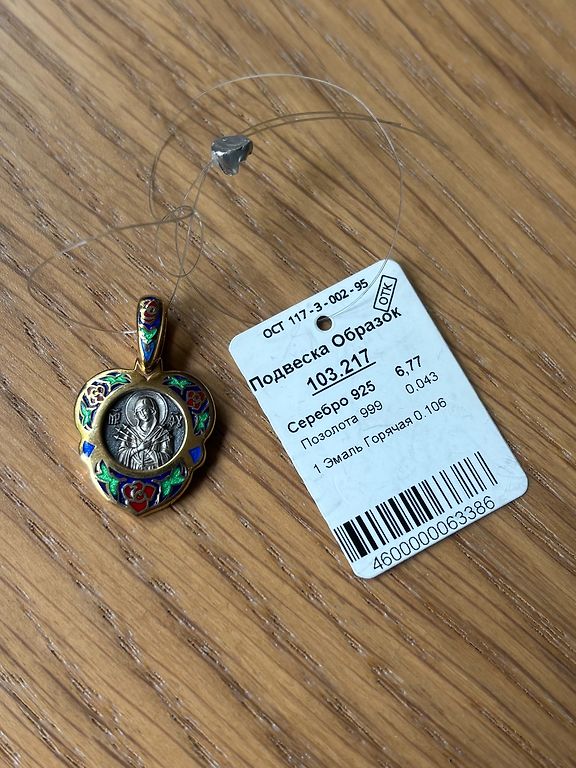 ОСТ 117-3-002-95
ОТК
Подвеска Образок
103.217
Серебро 925 6,77
Позолота 999 0.043
1 Эмаль Горячая 0.106
4600000063386